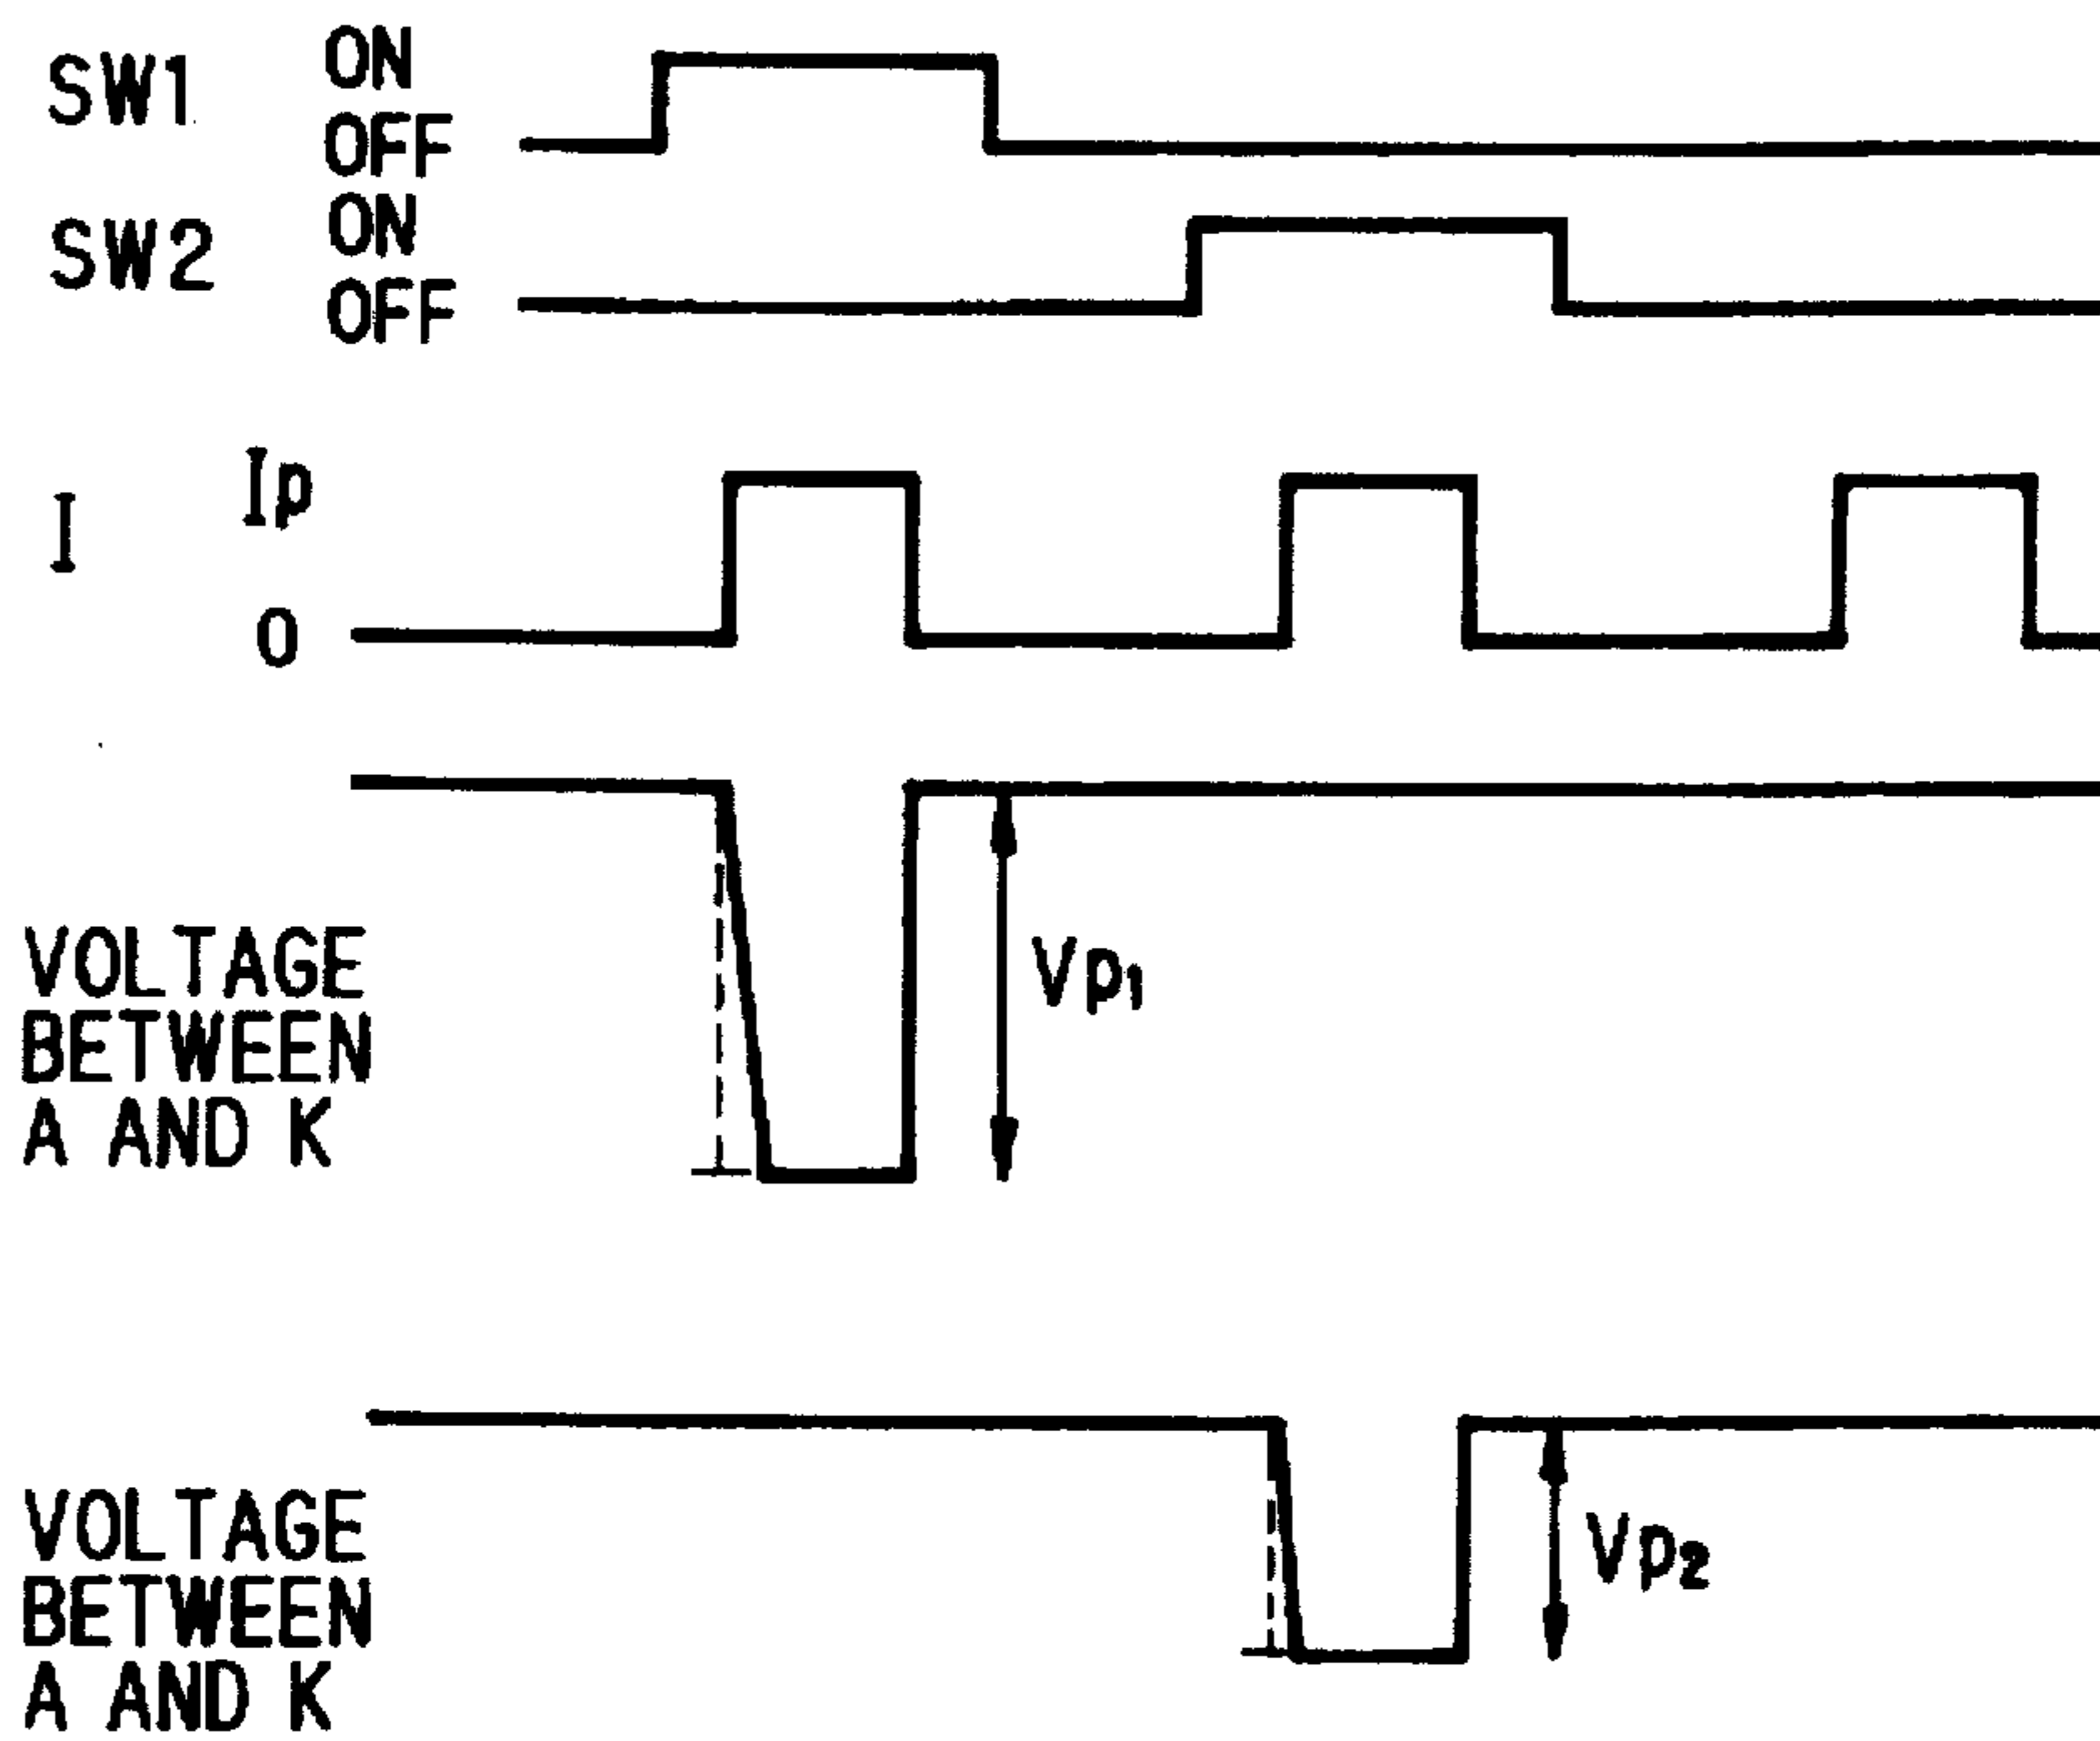 SW1 ON
OFF
SW2 ON
OFF
I Ip
0
VOLTAGE
BETWEEN
A AND K
Vp1
VOLTAGE
BETWEEN
A AND K
Vp2